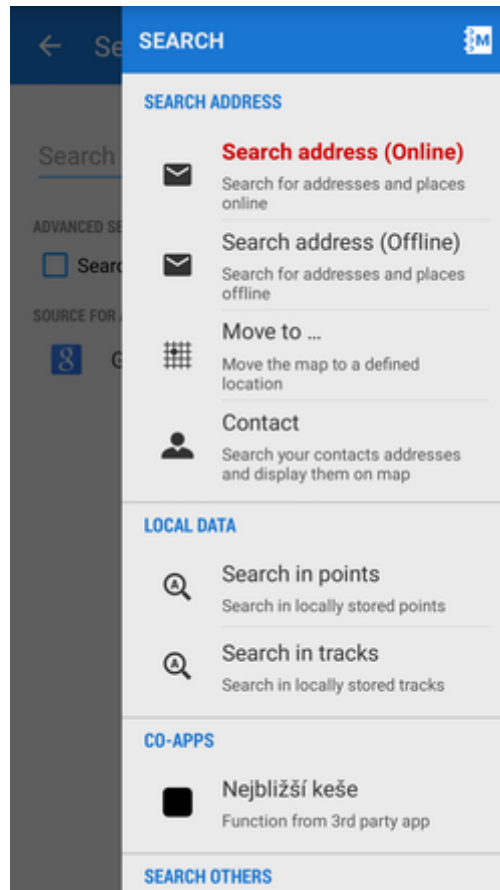 Se
SEARCH
M
SEARCH ADDRESS
Search
Search address (Online)
Search for addresses and places
online
ADVANCED SE
Searc
Search address (Offline)
Search for addresses and places
offline
SOURCE FOR
G
Move to ...
Move the map to a defined
location
Contact
Search your contacts addresses
and display them on map
LOCAL DATA
Search in points
Search in locally stored points
Search in tracks
Search in locally stored tracks
CO-APPS
Nejbližší keše
Function from 3rd party app
SEARCH OTHERS